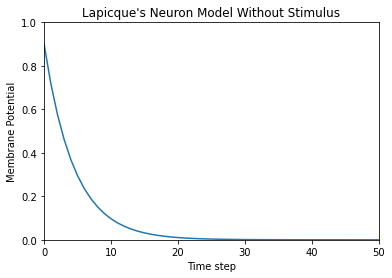 Lapicque's Neuron Model Without Stimulus
1.0
0.8
0.6
0.4
0.2
0.0
Membrane Potential
0 10 20 30 40 50
Time step